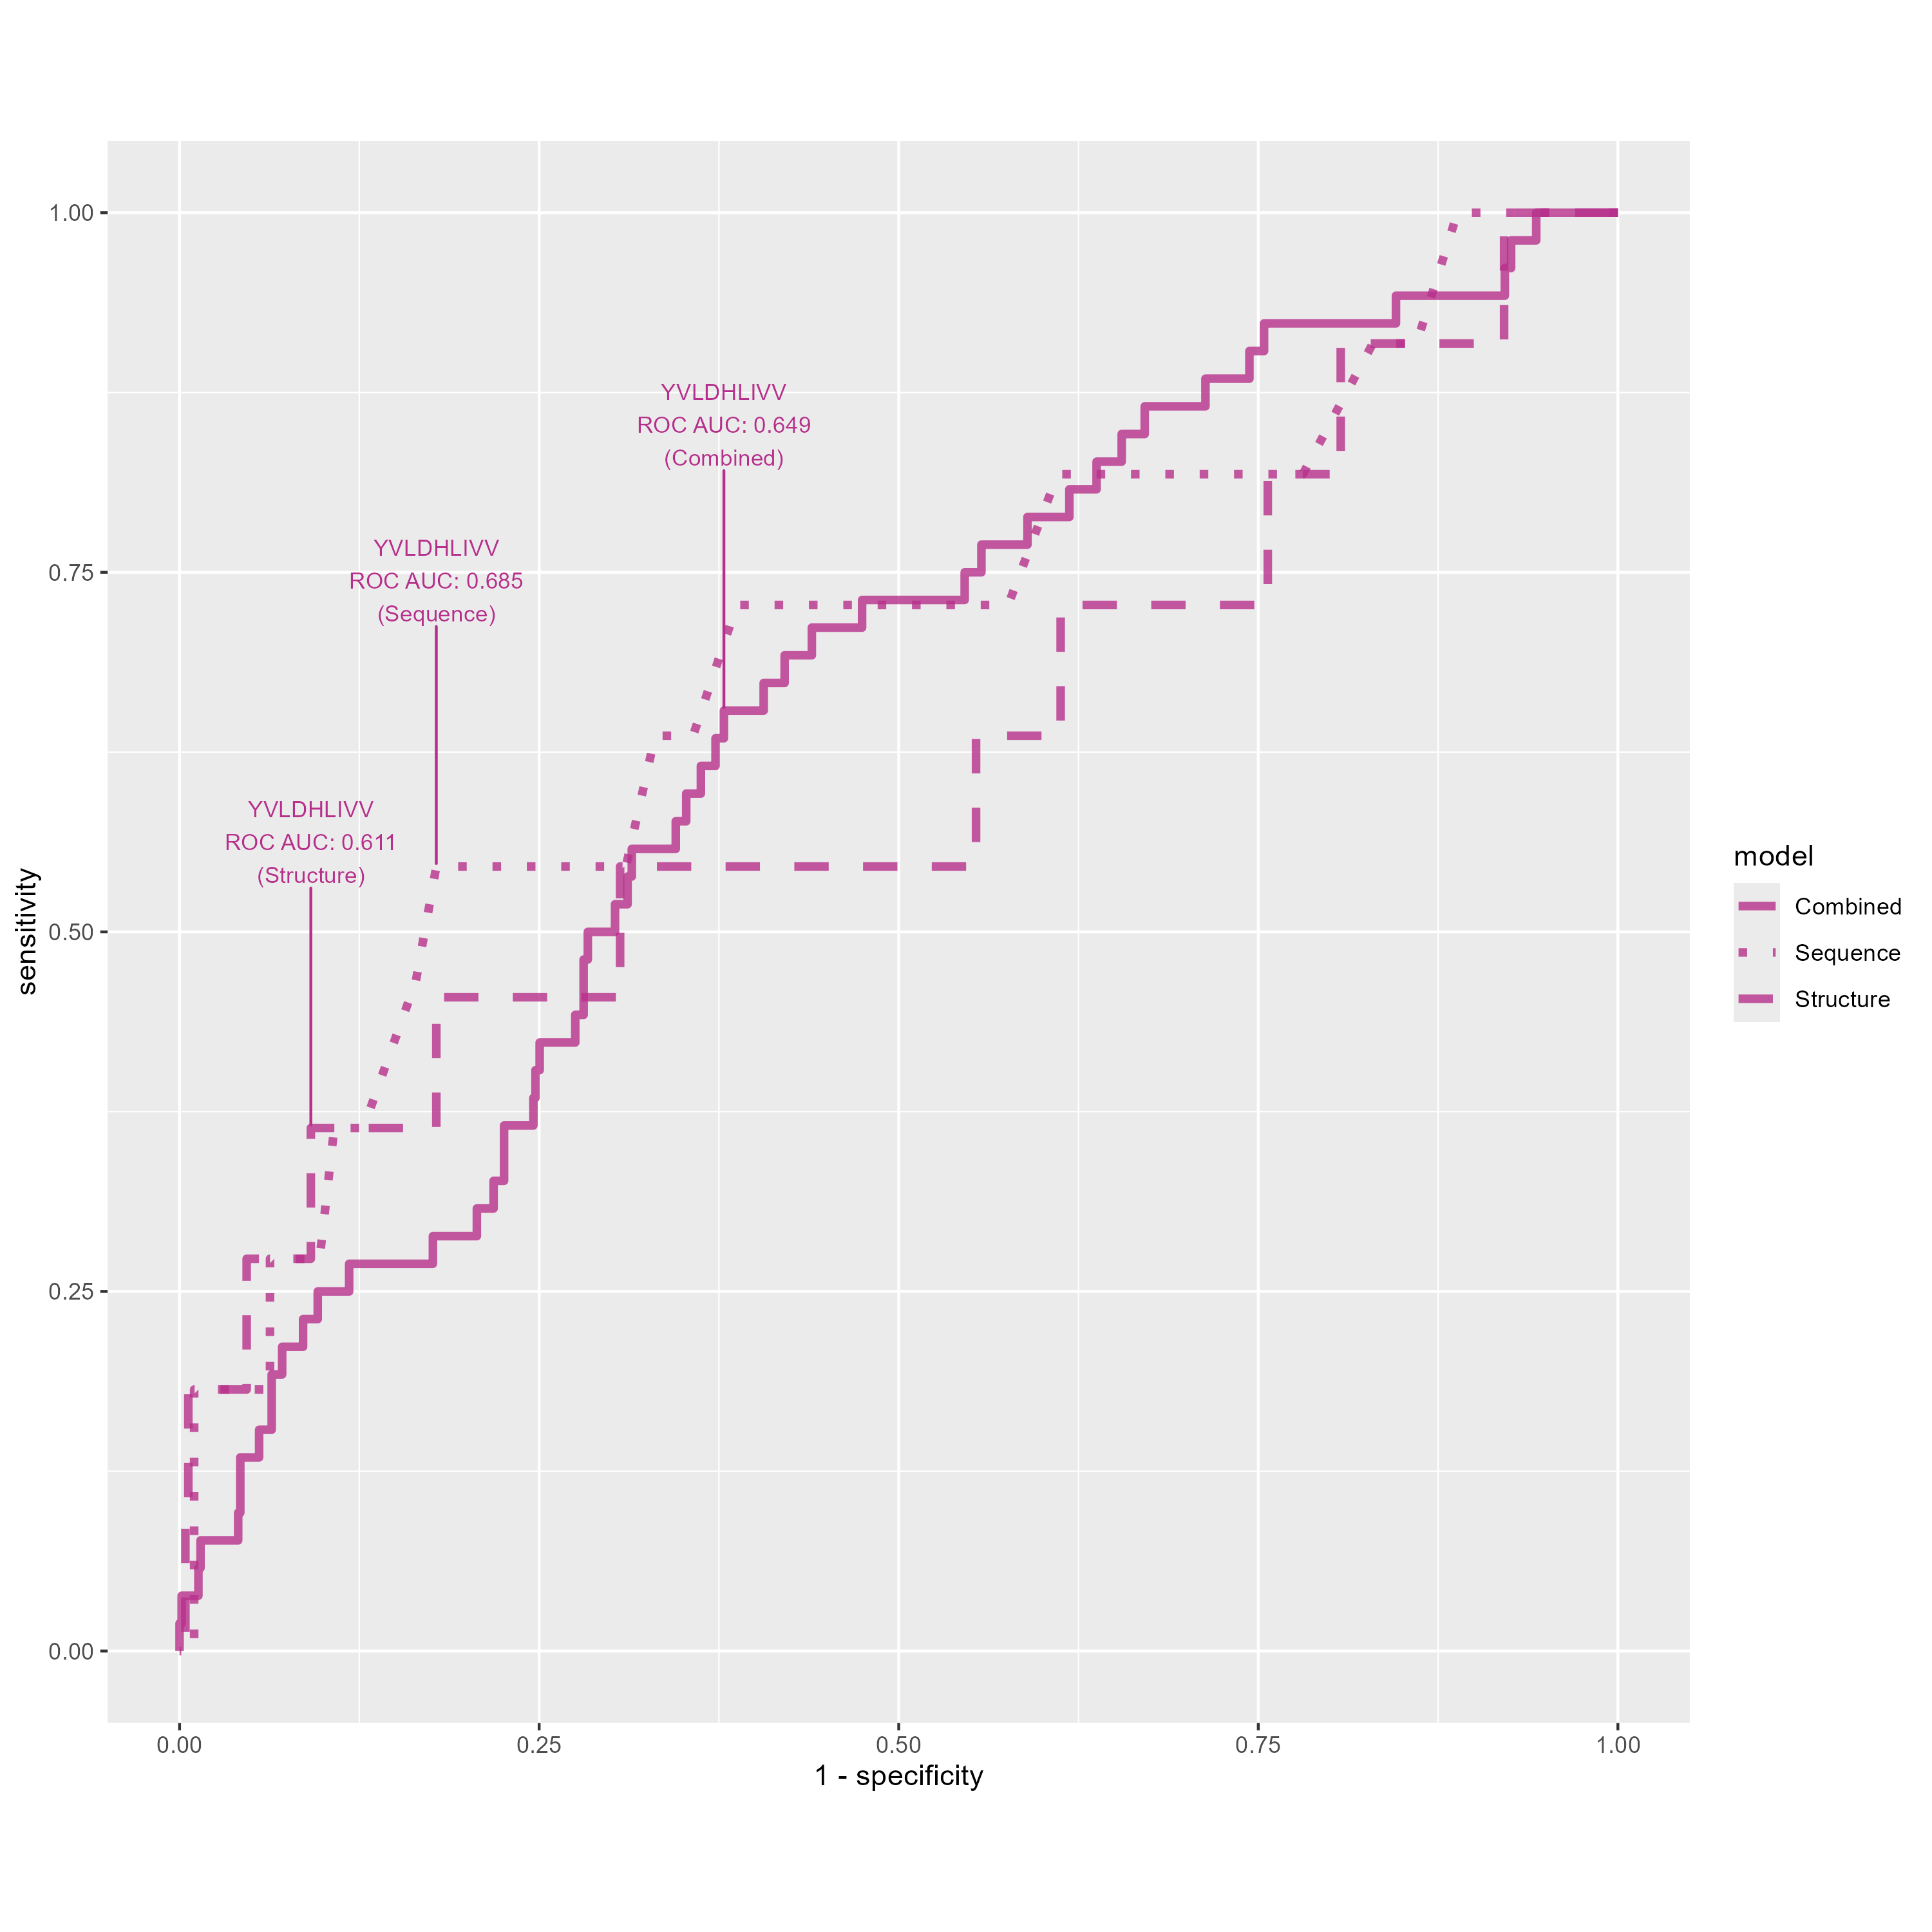 1.00
0.75
0.50
0.25
0.00
sensitivity
YVLDHLIVV
ROC AUC: 0.649
(Combined)
YVLDHLIVV
ROC AUC: 0.685
(Sequence)
YVLDHLIVV
ROC AUC: 0.611
(Structure)
0.00
0.25
0.50
0.75
1.00
1 - specificity
model
Combined
Sequence
Structure